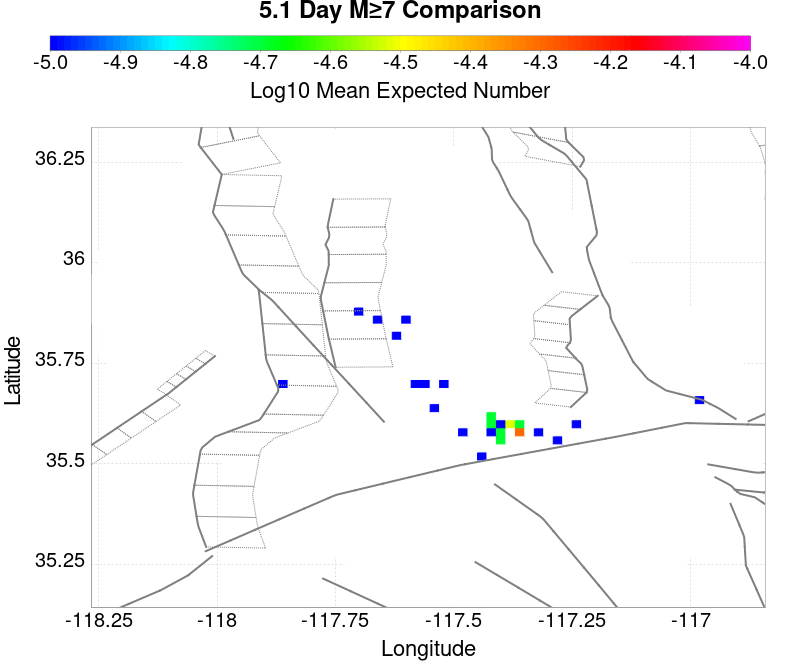 5.1 Day M≥7 Comparison
-5.0 -4.9 -4.8 -4.7 -4.6 -4.5 -4.4 -4.3 -4.2 -4.1 -4.0
Log10 Mean Expected Number
36.25
36
35.75
35.5
35.25
Latitude
-118.25 -118 -117.75 -117.5 -117.25 -117
Longitude